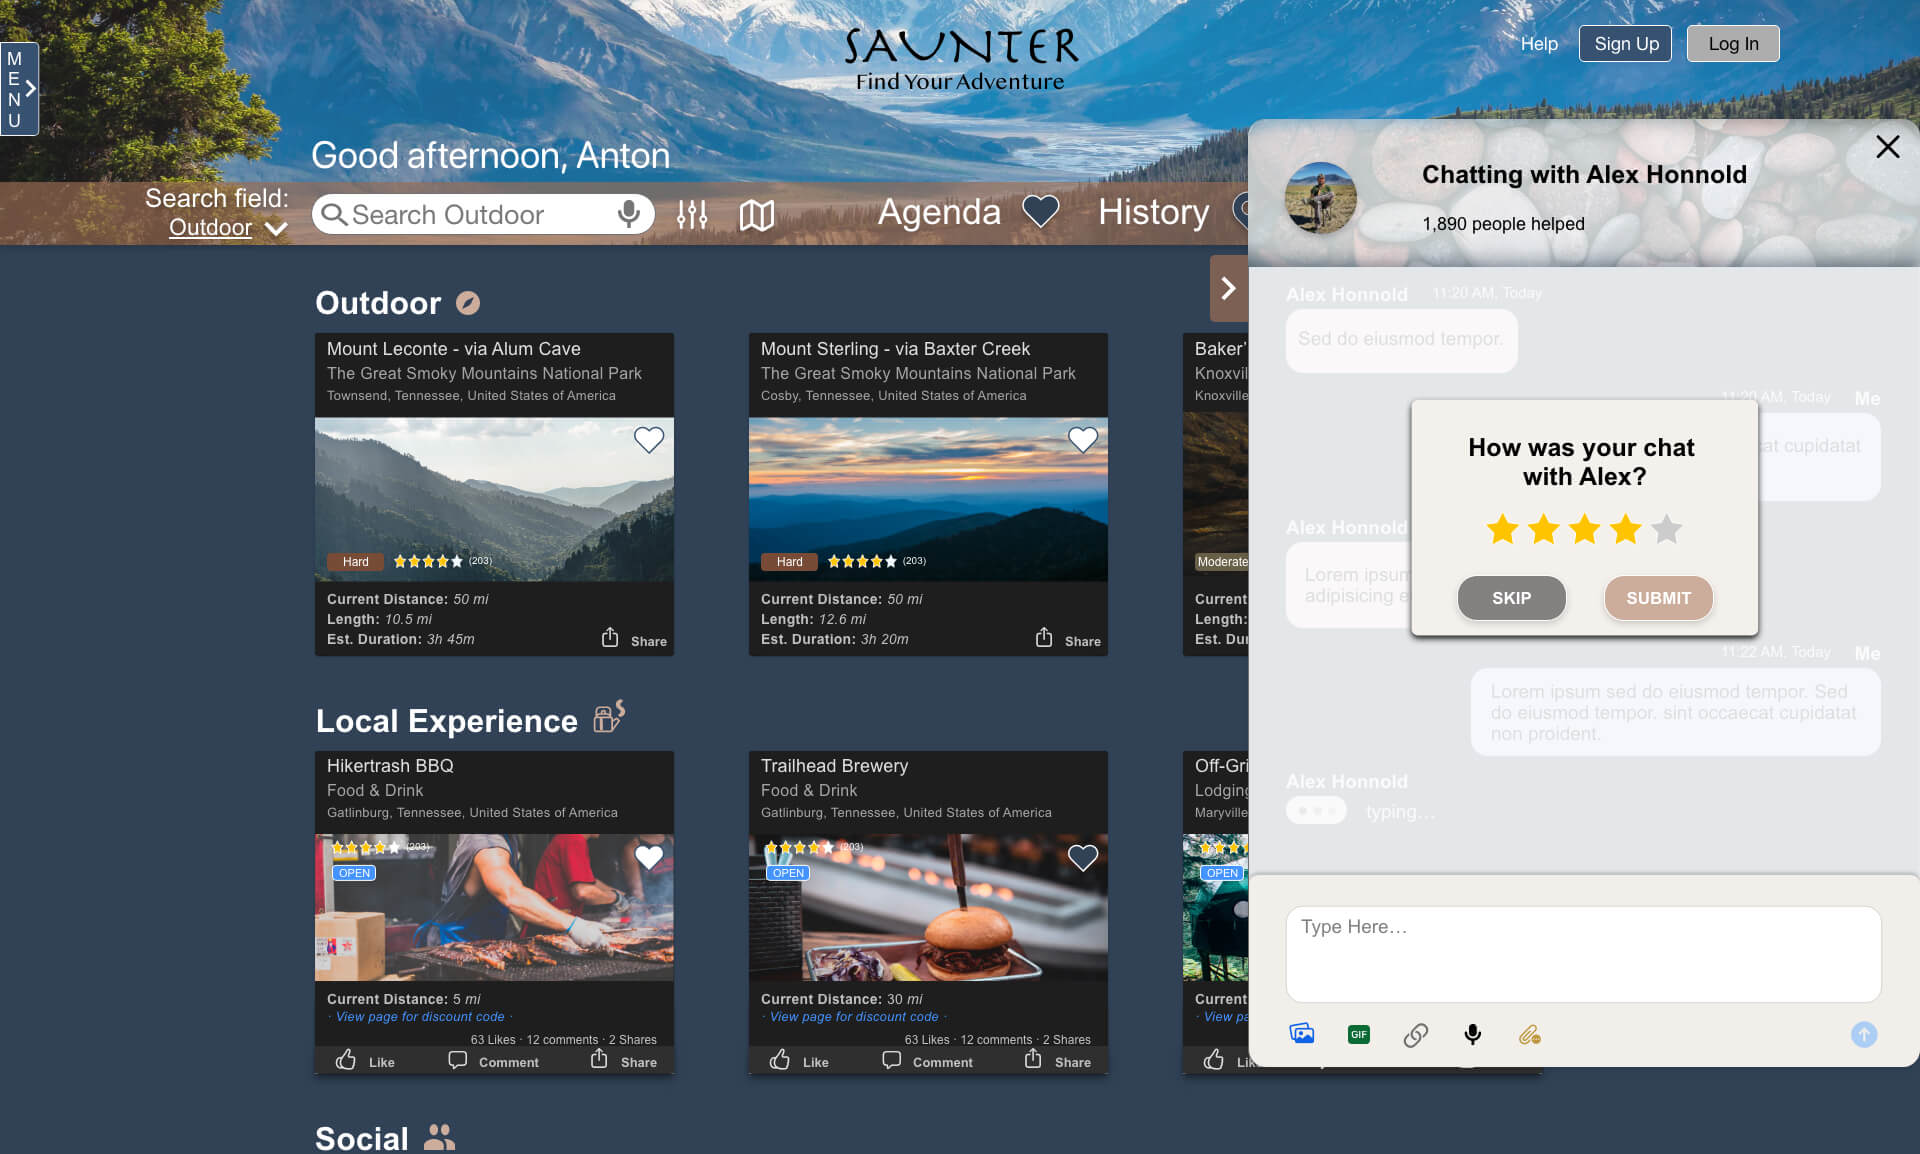 SAUNTER
Find Your Adventure
Help
Sign Up
Log In
MENU
Good afternoon, Anton
Search field:
Outdoor
Search Outdoor
Agenda
History
Chatting with Alex Honnold
1,890 people helped
Outdoor
Mount Leconte - via Alum Cave
The Great Smoky Mountains National Park
Townsend, Tennessee, United States of America
Hard
(203)
Current Distance: 50 mi
Length: 10.5 mi
Est. Duration: 3h 45m
Share
Mount Sterling - via Baxter Creek
The Great Smoky Mountains National Park
Cosby, Tennessee, United States of America
Hard
(203)
Current Distance: 50 mi
Length: 12.6 mi
Est. Duration: 3h 20m
Share
Baker'
Knoxvil
Knoxville
Moderate
Current
Length:
Est. Du
Local Experience
Hikertrash BBQ
Food & Drink
Gatlinburg, Tennessee, United States of America
(203)
OPEN
Current Distance: 5 mi
· View page for discount code ·
63 Likes · 12 comments · 2 Shares
Like
Comment
Share
Trailhead Brewery
Food & Drink
Gatlinburg, Tennessee, United States of America
(203)
OPEN
Current Distance: 30 mi
· View page for discount code ·
63 Likes · 12 comments · 2 Shares
Like
Comment
Share
Off-Gri
Lodging
Maryville
OPEN
Current
· View pa
Lik
Social
Alex Honnold 11:20 AM, Today
Sed do eiusmod tempor.
11:20 AM, Today Me
cat cupidatat
Alex Honnold
Lorem ipsum
adipisicing e
How was your chat
with Alex?
SKIP
SUBMIT
11:22 AM, Today Me
Lorem ipsum sed do eiusmod tempor. Sed
do eiusmod tempor. sint occaecat cupidatat
non proident.
Alex Honnold
typing...
Type Here...
GIF